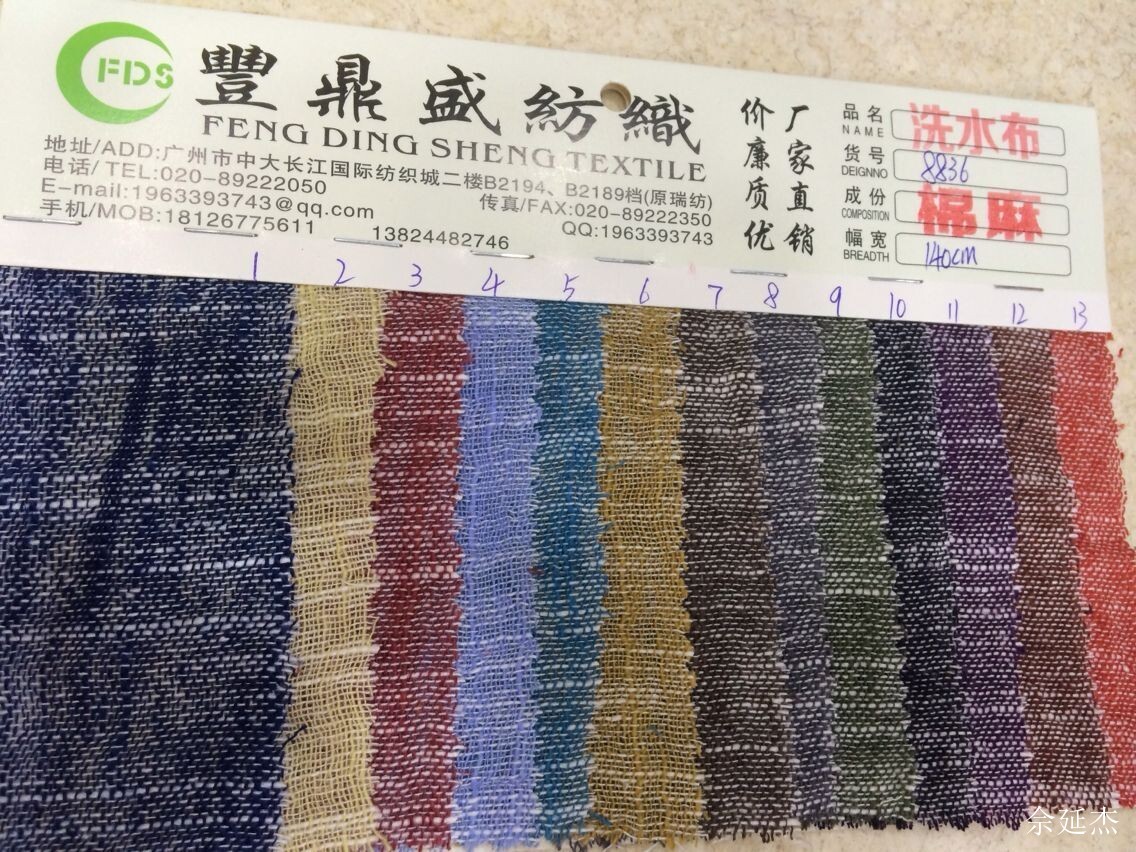 FDS
豐鼎盛紡織
FENG DING SHENG TEXTILE
地址/ADD:广州市中大长江国际纺织城二楼B2194、B2189档(原瑞纺)
电话/ TEL:020-89222050
传真/FAX:020-89222350
E-mail:1963393743@qq.com
QQ:1963393743
手机/MOB:18126775611 13824482746
厂家直销
价廉质优
品名 洗水布
NAME
货号 8836
DEIGNNO
成份 棉麻
COMPOSITION
幅宽 140cm
BREADTH
1 2 3 4 5 6 7 8 9 10 11 12 13
余延杰